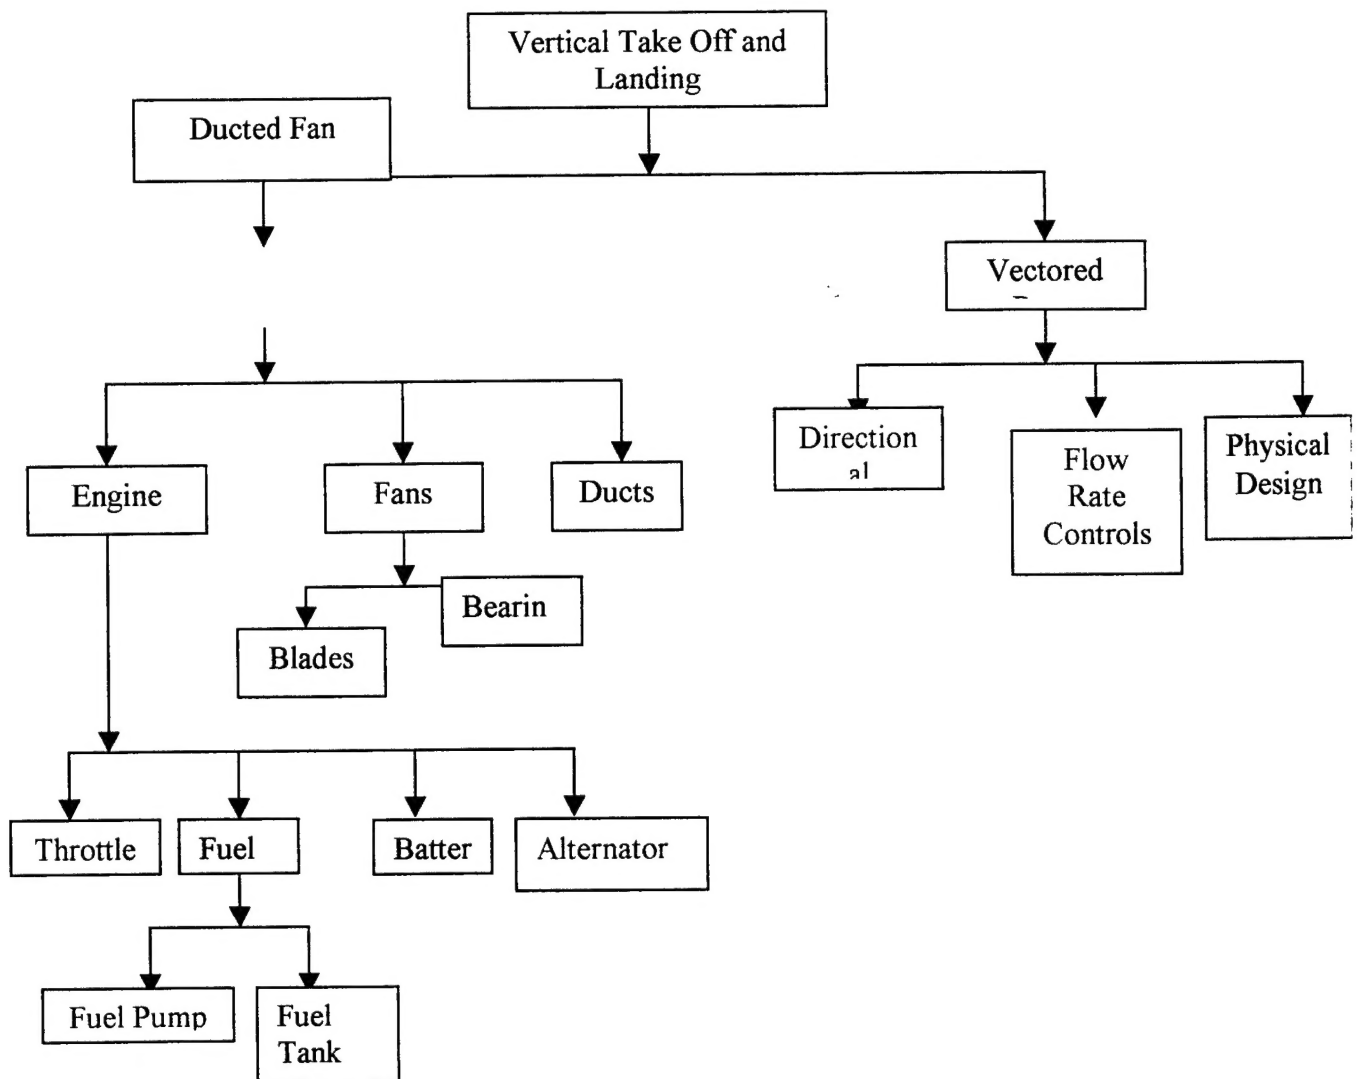 Vertical Take Off and
Landing
Ducted Fan
Vectored
Engine
Fans
Ducts
Direction
al
Flow
Rate
Controls
Physical
Design
Bearin
Blades
Throttle
Fuel
Batter
Alternator
Fuel Pump
Fuel
Tank